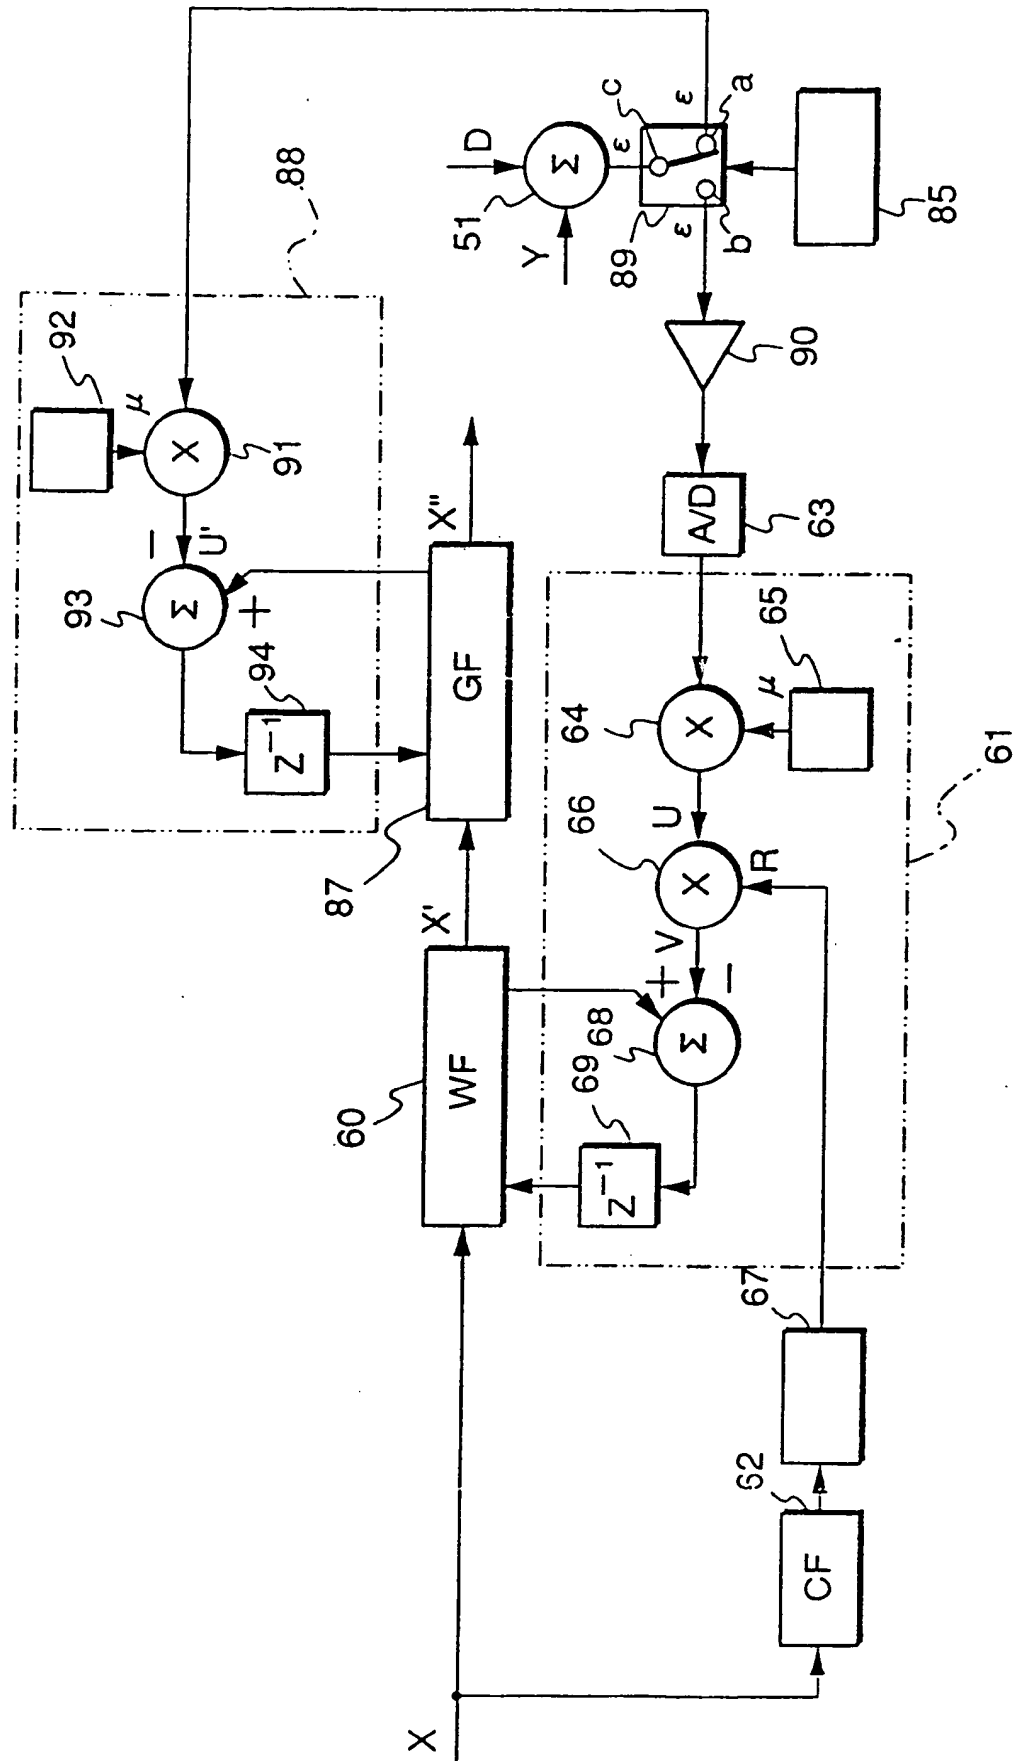 93
92
88
μ
−
Σ
U'
X
91
94
Z⁻¹
+
X
60
WF
X'
87
GF
X"
51
D
Y
Σ
ε
c
89
69
Z⁻¹
68
+
Σ
−
V
66
X
U
64
X
μ
65
R
A/D
63
90
ε
b
ε
a
85
62
CF
67
61